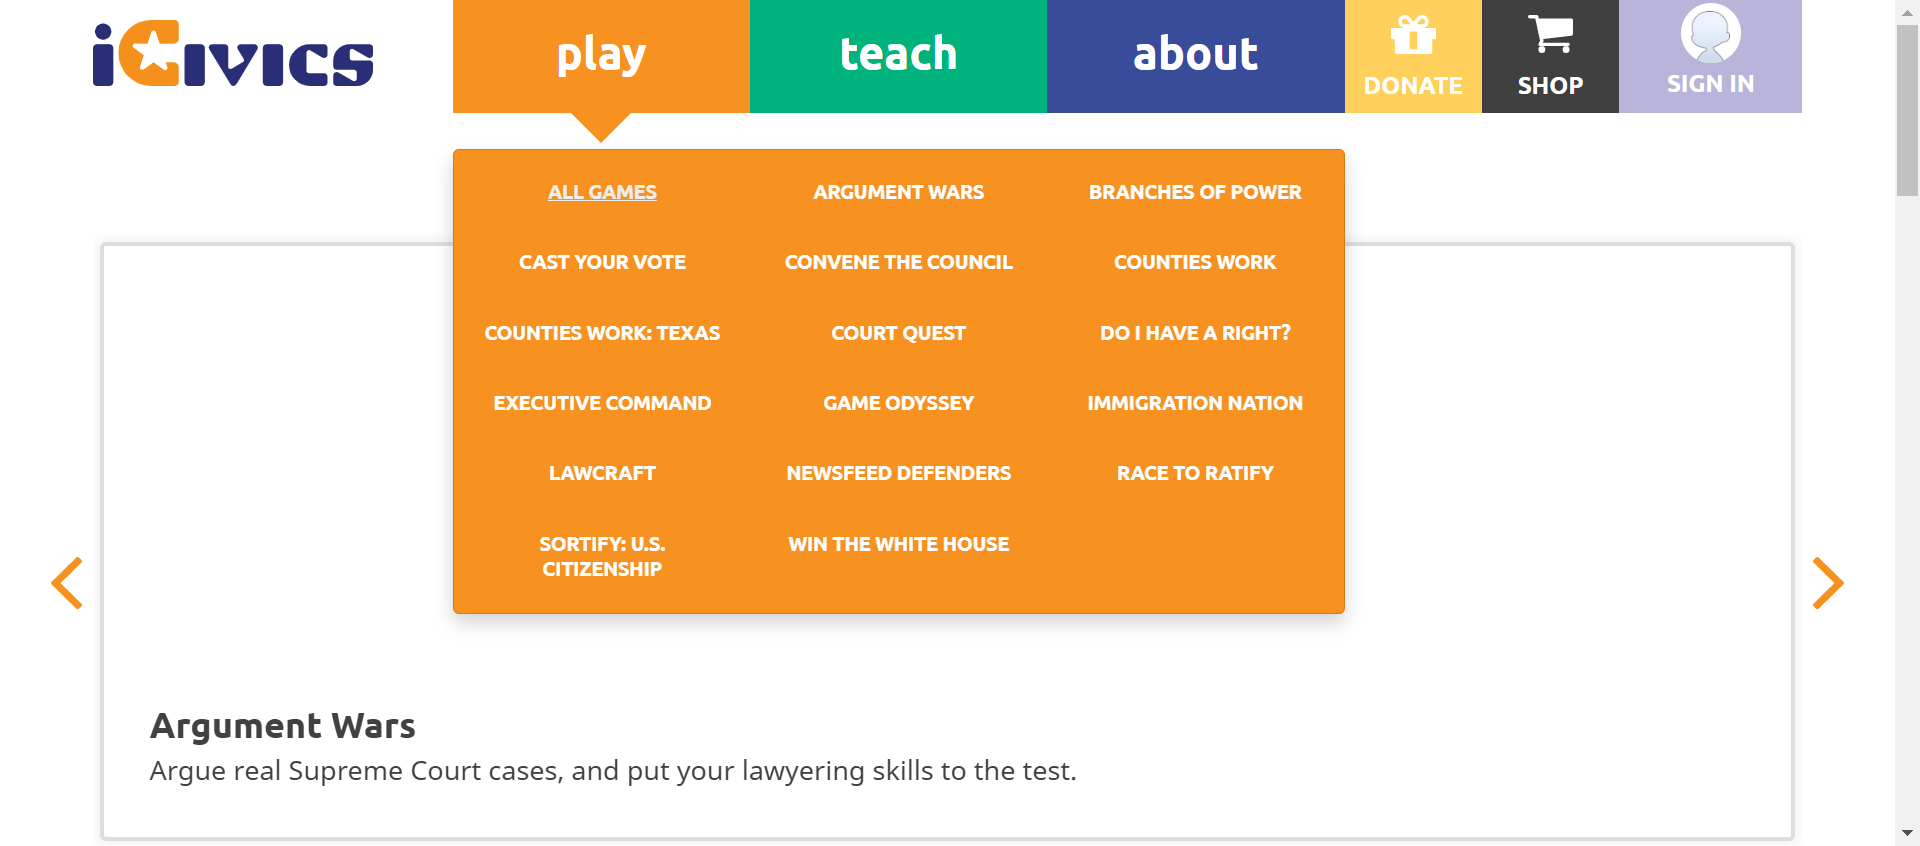 iCivics
play
teach
about
DONATE
SHOP
SIGN IN
ALL GAMES
ARGUMENT WARS
BRANCHES OF POWER
CAST YOUR VOTE
CONVENE THE COUNCIL
COUNTIES WORK
COUNTIES WORK: TEXAS
COURT QUEST
DO I HAVE A RIGHT?
EXECUTIVE COMMAND
GAME ODYSSEY
IMMIGRATION NATION
LAWCRAFT
NEWSFEED DEFENDERS
RACE TO RATIFY
SORTIFY: U.S.
CITIZENSHIP
WIN THE WHITE HOUSE
Argument Wars
Argue real Supreme Court cases, and put your lawyering skills to the test.